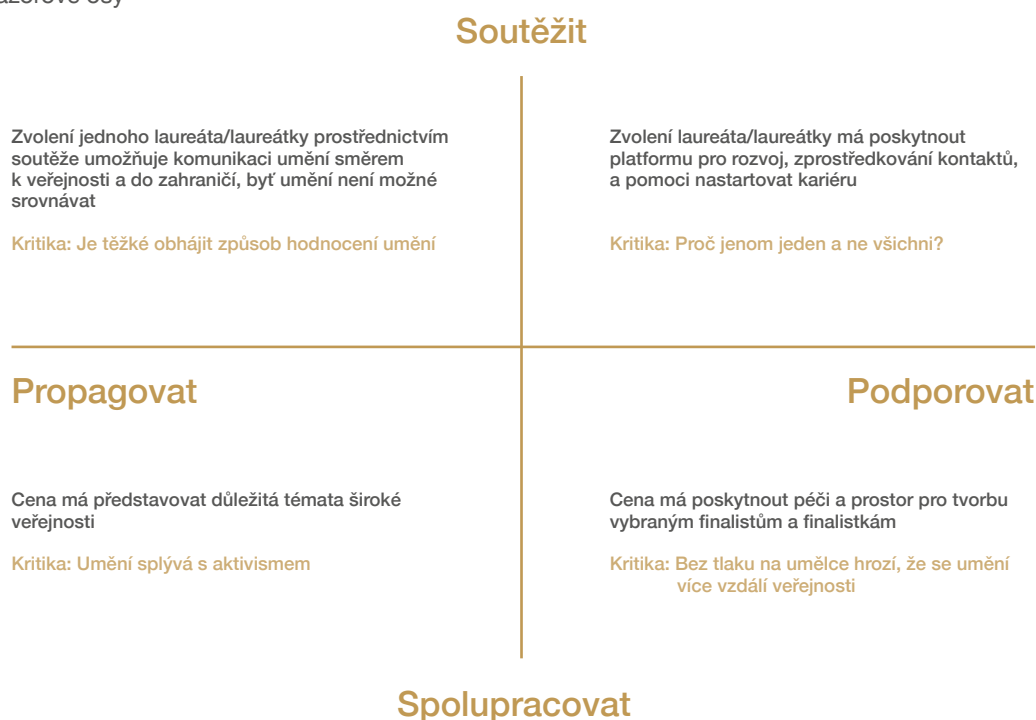 osy
Soutěžit
Zvolení jednoho laureáta/laureátky prostřednictvím
soutěže umožňuje komunikaci umění směrem
k veřejnosti a do zahraničí, byť umění není možné
srovnávat
Kritika: Je těžké obhájit způsob hodnocení umění
Zvolení laureáta/laureátky má poskytnout
platformu pro rozvoj, zprostředkování kontaktů,
a pomoci nastartovat kariéru
Kritika: Proč jenom jeden a ne všichni?
Propagovat
Podporovat
Cena má představovat důležitá témata široké
veřejnosti
Kritika: Umění splývá s aktivismem
Cena má poskytnout péči a prostor pro tvorbu
vybraným finalistům a finalistkám
Kritika: Bez tlaku na umělce hrozí, že se umění
více vzdálí veřejnosti
Spolupracovat